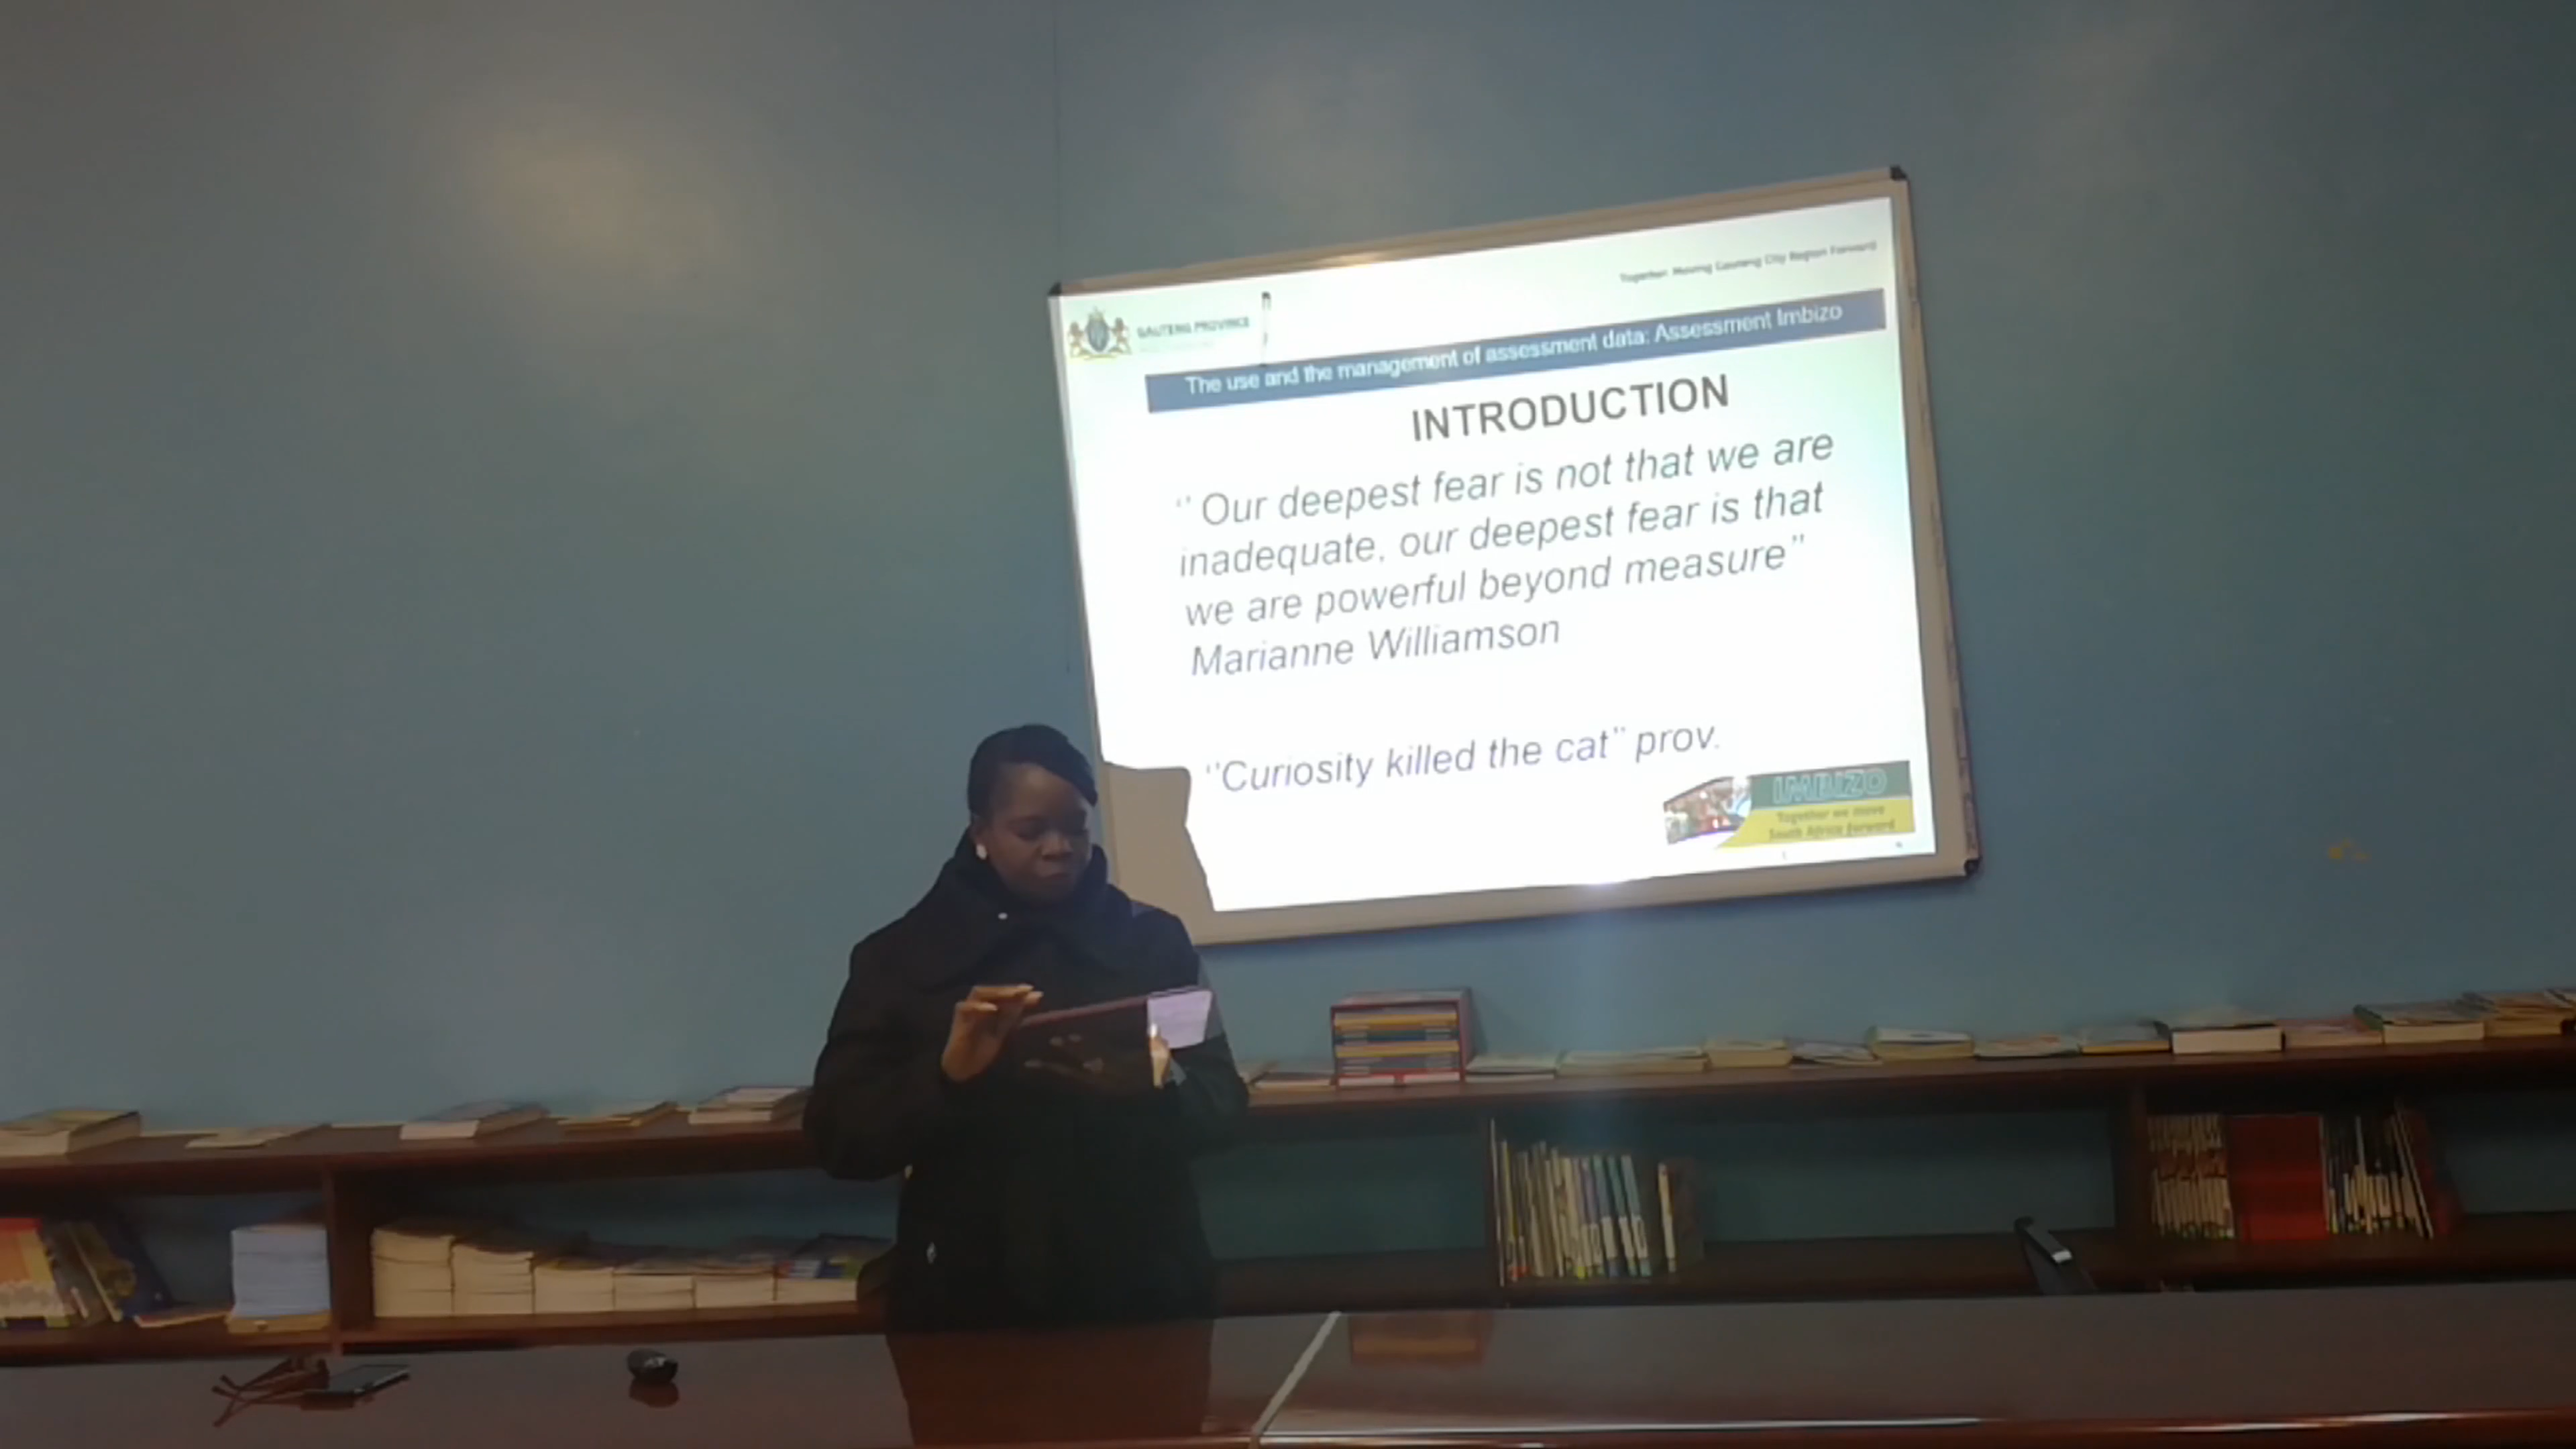 Together Moving Gauteng City Region Forward
GAUTENG PROVINCE
The use and the management of assessment data: Assessment Imbizo
INTRODUCTION
‘’ Our deepest fear is not that we are
inadequate, our deepest fear is that
we are powerful beyond measure’’
Marianne Williamson
‘’Curiosity killed the cat’’ prov.
IMBIZO
Together we move
South Africa forward